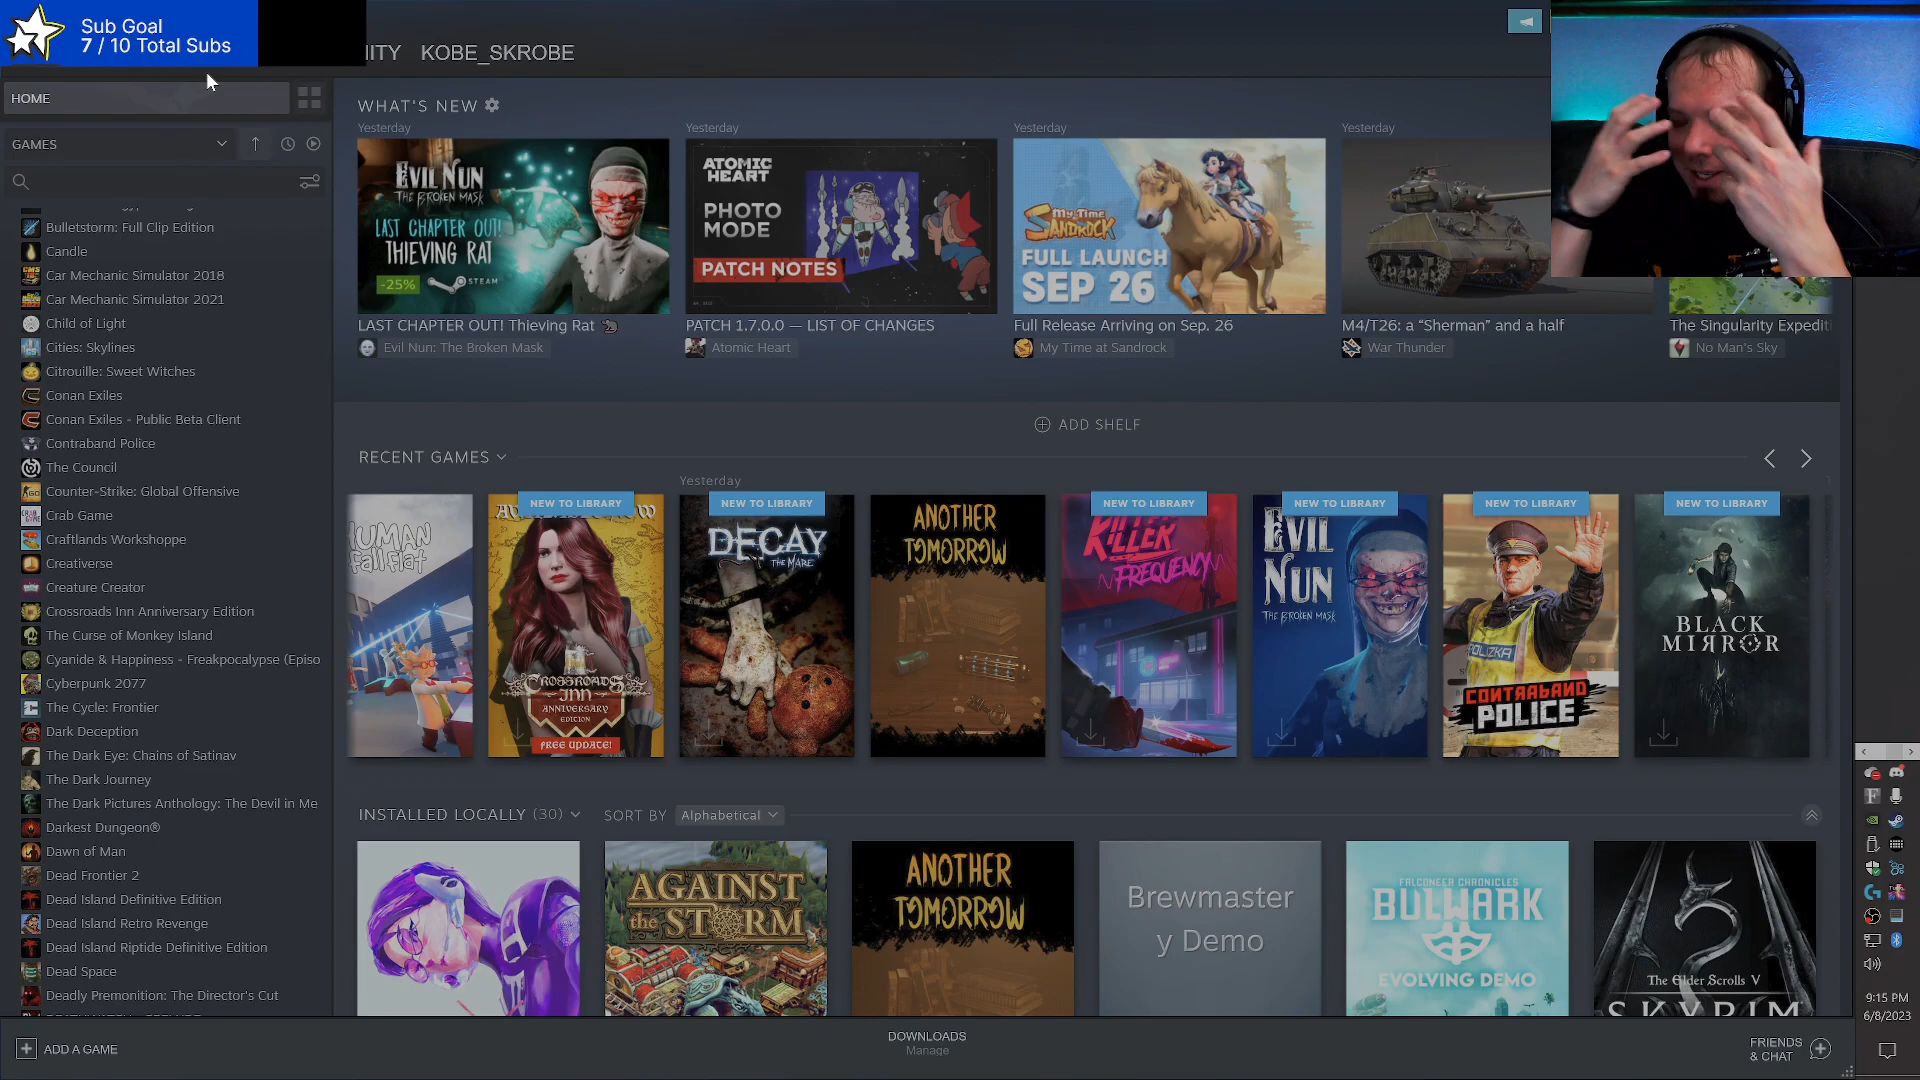 Sub Goal
7 / 10 Total Subs
7
ITY
KOBE_SKROBE
HOME
GAMES
Bulletstorm: Full Clip Edition
Candle
Car Mechanic Simulator 2018
Car Mechanic Simulator 2021
Child of Light
Cities: Skylines
Citrouille: Sweet Witches
Conan Exiles
Conan Exiles - Public Beta Client
Contraband Police
The Council
Counter-Strike: Global Offensive
Crab Game
Craftlands Workshoppe
Creativerse
Creature Creator
Crossroads Inn Anniversary Edition
The Curse of Monkey Island
Cyanide & Happiness - Freakpocalypse (Episo
Cyberpunk 2077
The Cycle: Frontier
Dark Deception
The Dark Eye: Chains of Satinav
The Dark Journey
The Dark Pictures Anthology: The Devil in Me
Darkest Dungeon®
Dawn of Man
Dead Frontier 2
Dead Island Definitive Edition
Dead Island Retro Revenge
Dead Island Riptide Definitive Edition
Dead Space
Deadly Premonition: The Director's Cut
ADD A GAME
WHAT'S NEW
Yesterday
EVIL NUN
THE BROKEN MASK
LAST CHAPTER OUT!
THIEVING RAT
-25%
STEAM
LAST CHAPTER OUT! Thieving Rat
Evil Nun: The Broken Mask
Yesterday
ATOMIC
HEART
PHOTO
MODE
PATCH NOTES
PATCH 1.7.0.0 — LIST OF CHANGES
Atomic Heart
Yesterday
My Time
at
SANDROCK
FULL LAUNCH
SEP 26
Full Release Arriving on Sep. 26
My Time at Sandrock
Yesterday
M4/T26: a “Sherman” and a half
War Thunder
The Singularity Expediti
No Man's Sky
ADD SHELF
RECENT GAMES
Yesterday
HUMAN
fall flat
NEW TO LIBRARY
CROSSROADS
INN
ANNIVERSARY
EDITION
FREE UPDATE!
NEW TO LIBRARY
DECAY
THE MARE
ANOTHER
TOMORROW
NEW TO LIBRARY
KILLER
FREQUENCY
NEW TO LIBRARY
EVIL
NUN
THE BROKEN MASK
NEW TO LIBRARY
POLIZKA
CONTRABAND
POLICE
NEW TO LIBRARY
BLACK
MIRROR
INSTALLED LOCALLY (30)
SORT BY
Alphabetical
AGAINST
the STORM
ANOTHER
TOMORROW
Brewmaster
y Demo
FALCONEER CHRONICLES
BULWARK
EVOLVING DEMO
The Elder Scrolls V
SKYRIM
DOWNLOADS
Manage
FRIENDS
& CHAT
9:15 PM
6/8/2023